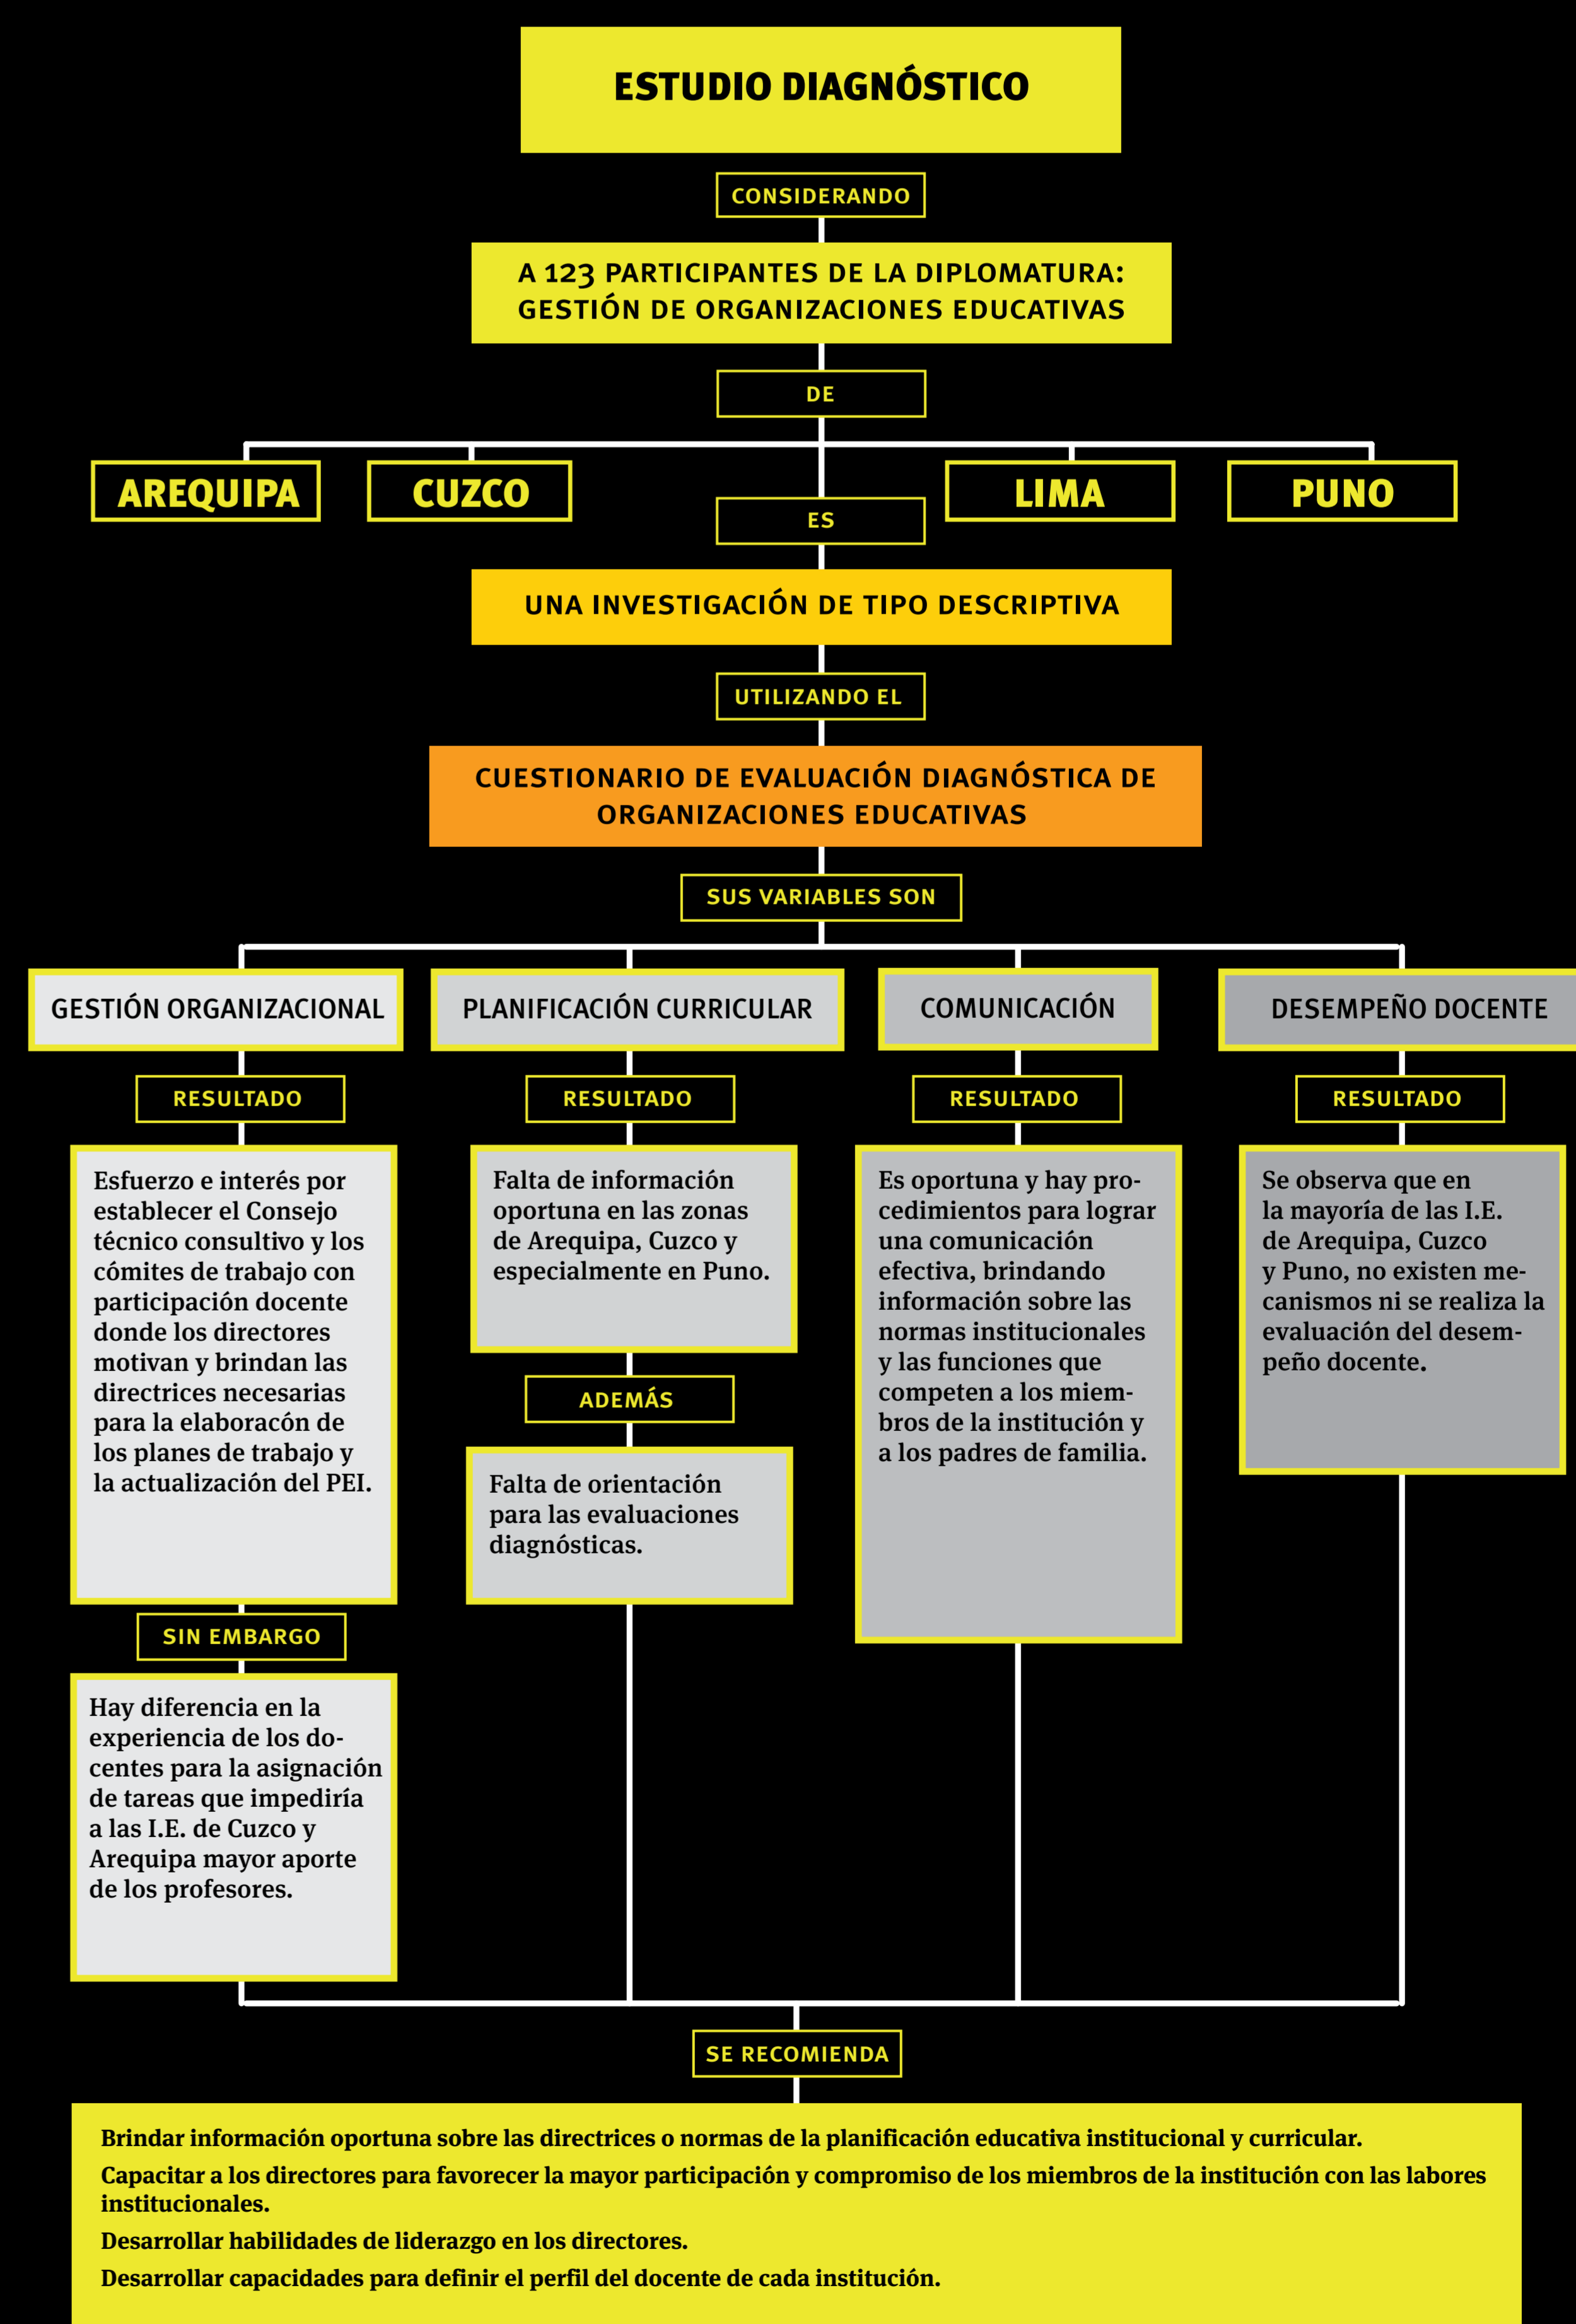 ESTUDIO DIAGNÓSTICO
CONSIDERANDO
A 123 PARTICIPANTES DE LA DIPLOMATURA:
GESTIÓN DE ORGANIZACIONES EDUCATIVAS
DE
AREQUIPA
CUZCO
LIMA
PUNO
ES
UNA INVESTIGACIÓN DE TIPO DESCRIPTIVA
UTILIZANDO EL
CUESTIONARIO DE EVALUACIÓN DIAGNÓSTICA DE
ORGANIZACIONES EDUCATIVAS
SUS VARIABLES SON
GESTIÓN ORGANIZACIONAL
RESULTADO
Esfuerzo e interés por
establecer el Consejo
técnico consultivo y los
cómites de trabajo con
participación docente
donde los directores
motivan y brindan las
directrices necesarias
para la elaboracón de
los planes de trabajo y
la actualización del PEI.
SIN EMBARGO
Hay diferencia en la
experiencia de los do-
centes para la asignación
de tareas que impediría
a las I.E. de Cuzco y
Arequipa mayor aporte
de los profesores.
PLANIFICACIÓN CURRICULAR
RESULTADO
Falta de información
oportuna en las zonas
de Arequipa, Cuzco y
especialmente en Puno.
ADEMÁS
Falta de orientación
para las evaluaciones
diagnósticas.
COMUNICACIÓN
RESULTADO
Es oportuna y hay pro-
cedimientos para lograr
una comunicación
efectiva, brindando
información sobre las
normas institucionales
y las funciones que
competen a los miem-
bros de la institución y
a los padres de familia.
DESEMPEÑO DOCENTE
RESULTADO
Se observa que en
la mayoría de las I.E.
de Arequipa, Cuzco
y Puno, no existen me-
canismos ni se realiza la
evaluación del desem-
peño docente.
SE RECOMIENDA
Brindar información oportuna sobre las directrices o normas de la planificación educativa institucional y curricular.
Capacitar a los directores para favorecer la mayor participación y compromiso de los miembros de la institución con las labores
institucionales.
Desarrollar habilidades de liderazgo en los directores.
Desarrollar capacidades para definir el perfil del docente de cada institución.